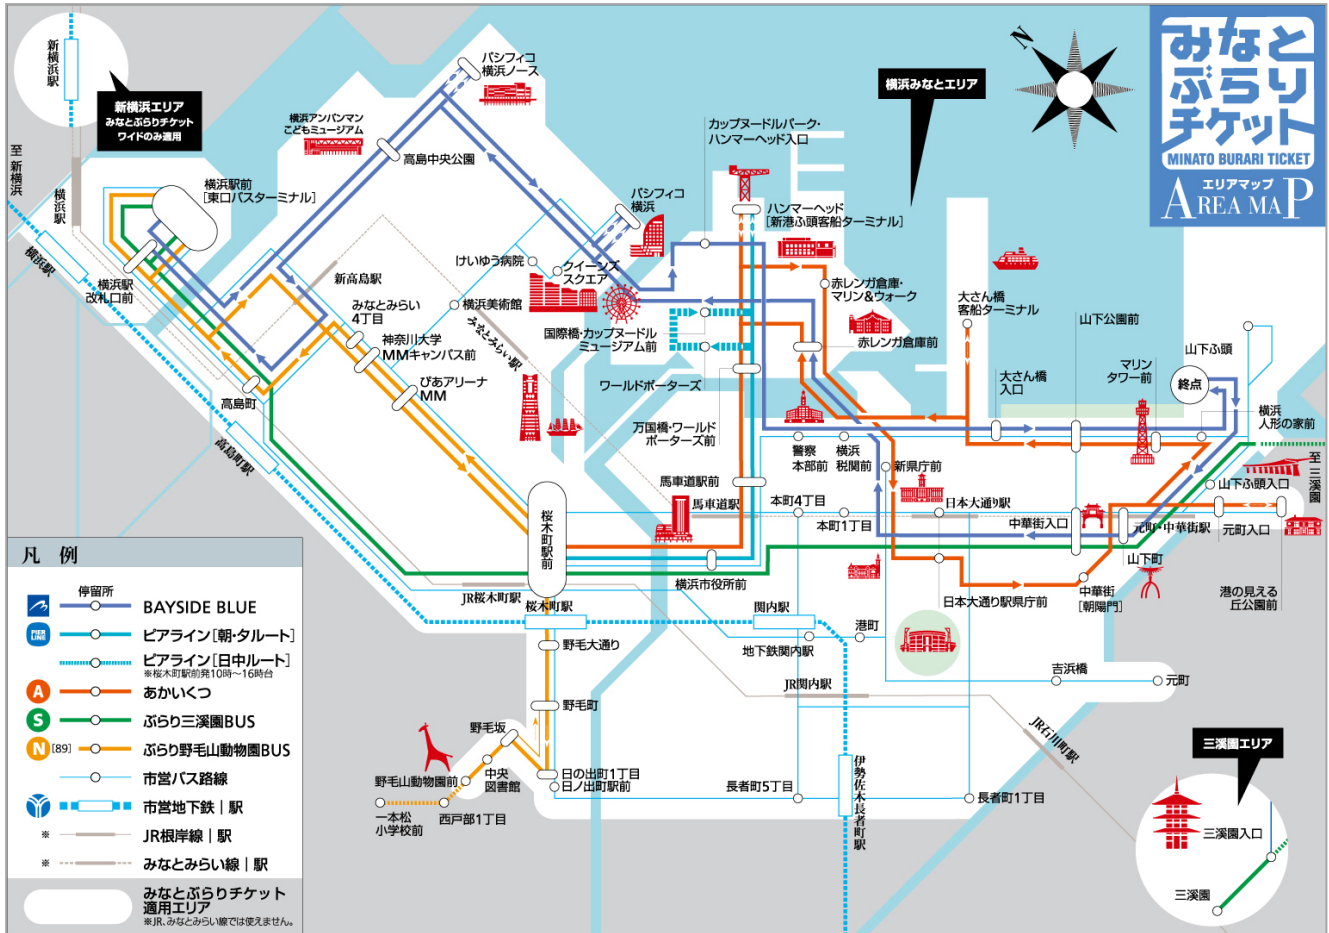 みなと
ぶらり
チケット
MINATO BURARI TICKET
エリアマップ
AREA MAP
N
新横浜駅
新横浜エリア
みなとぶらりチケット
ワイドのみ適用
至 新横浜
横浜駅
横浜駅
横浜駅前
[東口バスターミナル]
横浜駅
改札口前
高島町
高島町駅
新高島駅
横浜アンパンマン
こどもミュージアム
高島中央公園
パシフィコ
横浜ノース
パシフィコ
横浜
けいゆう病院
クイーンズ
スクエア
横浜美術館
みなとみらい駅
みなとみらい
4丁目
神奈川大学
MMキャンパス前
ぴあアリーナ
MM
国際橋・カップヌードル
ミュージアム前
ワールドポーターズ
万国橋・ワールド
ポーターズ前
カップヌードルパーク・
ハンマーヘッド入口
ハンマーヘッド
[新港ふ頭客船ターミナル]
横浜みなとエリア
赤レンガ倉庫・
マリン&ウォーク
赤レンガ倉庫前
大さん橋
客船ターミナル
大さん橋
入口
山下公園前
マリン
タワー前
山下ふ頭
終点
横浜
人形の家前
至 三溪園
山下ふ頭入口
警察
本部前
横浜
税関前
新県庁前
馬車道駅前
馬車道駅
本町4丁目
本町1丁目
日本大通り駅
中華街入口
元町・中華街駅
元町入口
山下町
中華街
[朝陽門]
港の見える
丘公園前
日本大通り駅県庁前
横浜市役所前
桜木町駅前
JR桜木町駅
桜木町駅
関内駅
地下鉄関内駅
港町
JR関内駅
吉浜橋
元町
JR石川町駅
野毛大通り
野毛町
野毛坂
日の出町1丁目
日ノ出町駅前
中央
図書館
野毛山動物園前
西戸部1丁目
一本松
小学校前
長者町5丁目
伊勢佐木長者町駅
長者町1丁目
三溪園エリア
三溪園入口
三溪園
凡 例
停留所
BAYSIDE BLUE
PIER
LINE
ピアライン[朝・夕ルート]
ピアライン[日中ルート]
※桜木町駅前発10時〜16時台
A
あかいくつ
S
ぶらり三溪園BUS
N
[89]
ぶらり野毛山動物園BUS
市営バス路線
市営地下鉄｜駅
※
JR根岸線｜駅
※
みなとみらい線｜駅
みなとぶらりチケット
適用エリア
※JR、みなとみらい線では使えません。